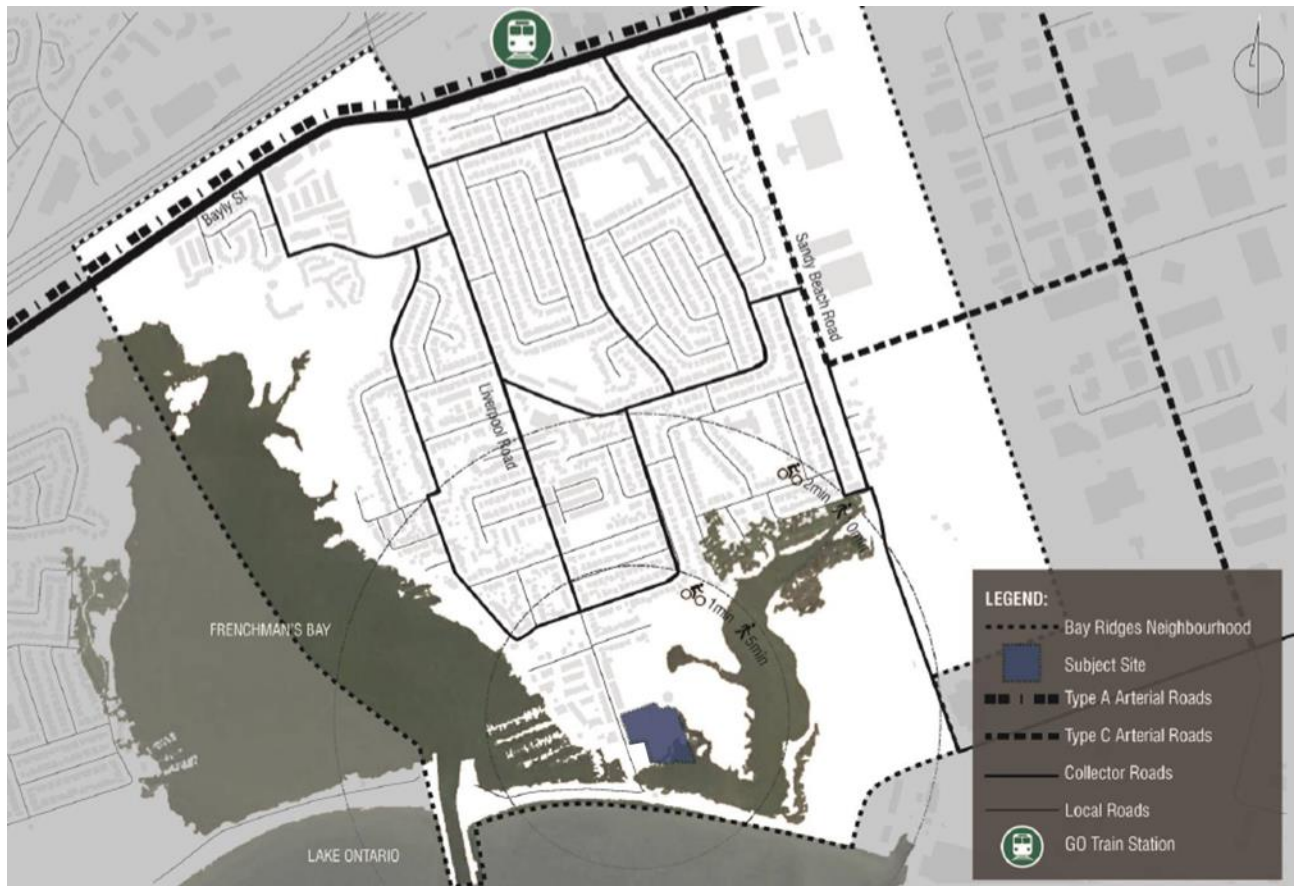 Bayly St
Sandy Beach Road
Liverpool Road
2min
1min
5min
FRENCHMAN'S BAY
LAKE ONTARIO
LEGEND:
Bay Ridges Neighbourhood
Subject Site
Type A Arterial Roads
Type C Arterial Roads
Collector Roads
Local Roads
GO Train Station